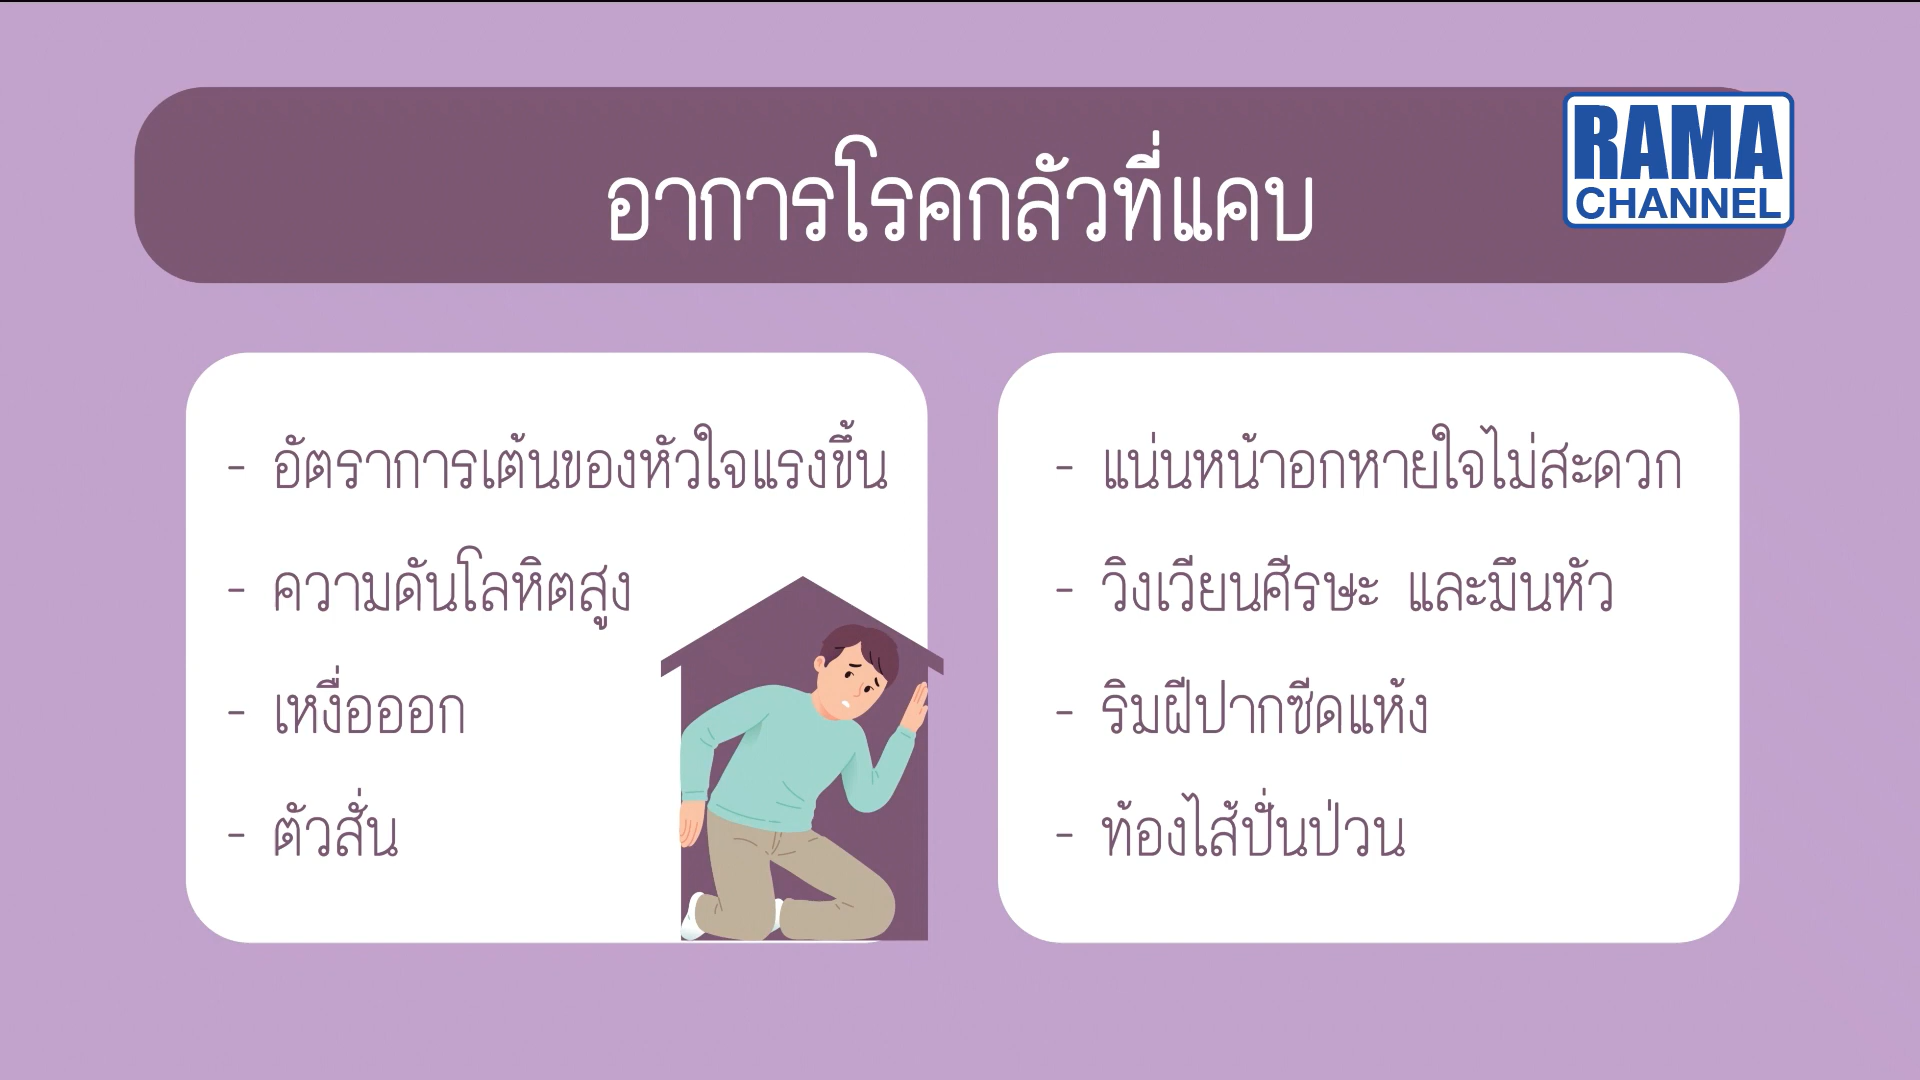 อาการโรคกลัวที่แคบ
RAMA
CHANNEL
- อัตราการเต้นของหัวใจแรงขึ้น
- ความดันโลหิตสูง
- เหงื่อออก
- ตัวสั่น
- แน่นหน้าอกหายใจไม่สะดวก
- วิงเวียนศีรษะ และมึนหัว
- ริมฝีปากซีดแห้ง
- ท้องไส้ปั่นป่วน